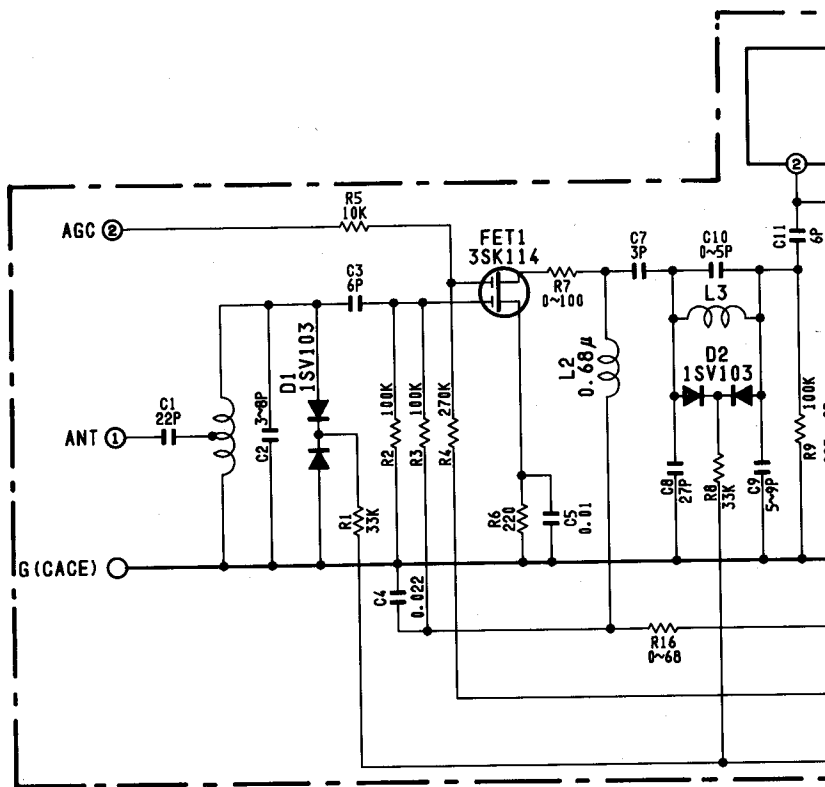 AGC ②
R5
10K
FET1
3SK114
C3
6P
R7
0~100
C7
3P
C10
0~5P
C11
6P
②
L3
D2
1SV103
L2
0.68μ
D1
1SV103
C1
22P
ANT ①
C2
3~8P
R2
100K
R3
100K
R4
270K
R1
33K
R6
220
C5
0.01
C8
27P
R8
33K
C9
5~9P
R9
100K
G(CACE)
C4
0.022
R16
0~68